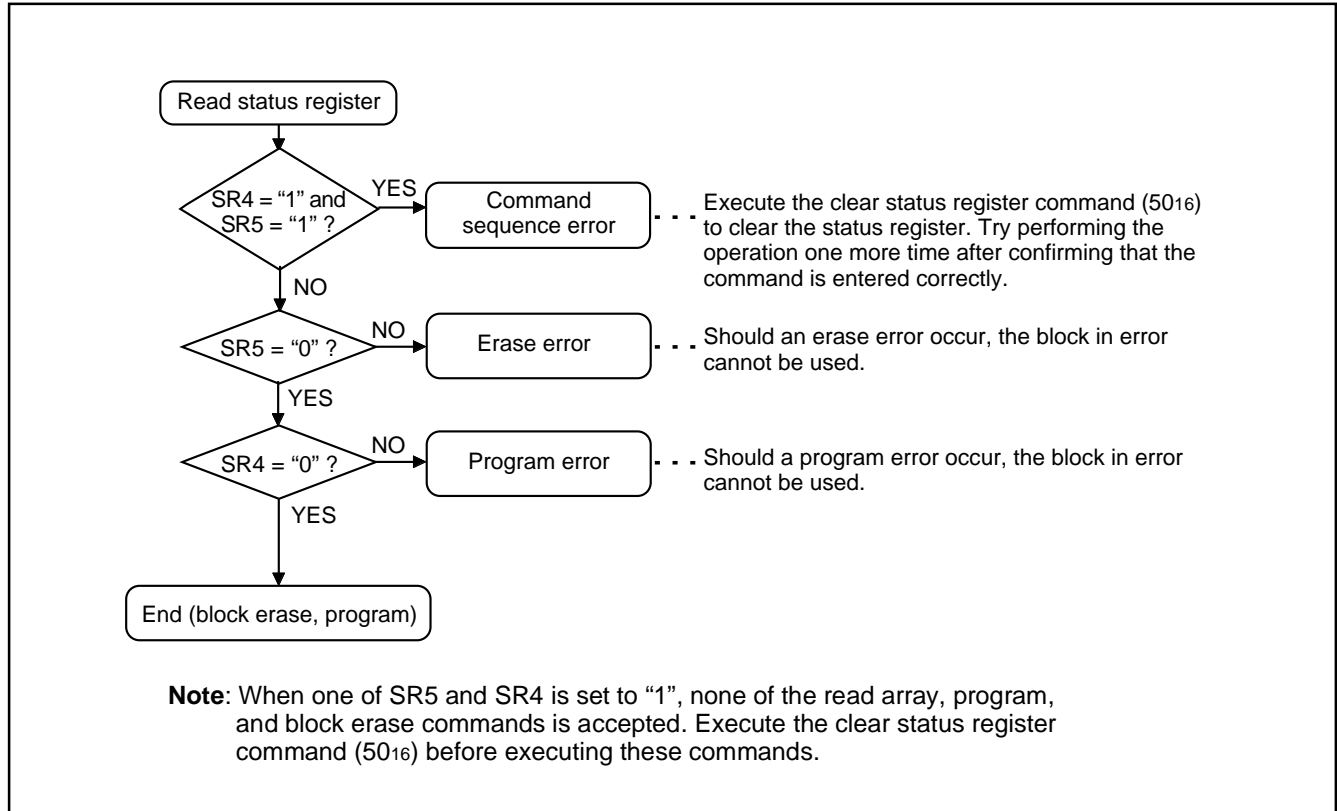 Read status register
SR4 = “1” and
SR5 = “1” ?
YES
Command
sequence error
Execute the clear status register command (5016)
to clear the status register. Try performing the
operation one more time after confirming that the
command is entered correctly.
NO
SR5 = “0” ?
NO
Erase error
Should an erase error occur, the block in error
cannot be used.
YES
SR4 = “0” ?
NO
Program error
Should a program error occur, the block in error
cannot be used.
YES
End (block erase, program)
Note: When one of SR5 and SR4 is set to “1”, none of the read array, program,
and block erase commands is accepted. Execute the clear status register
command (5016) before executing these commands.